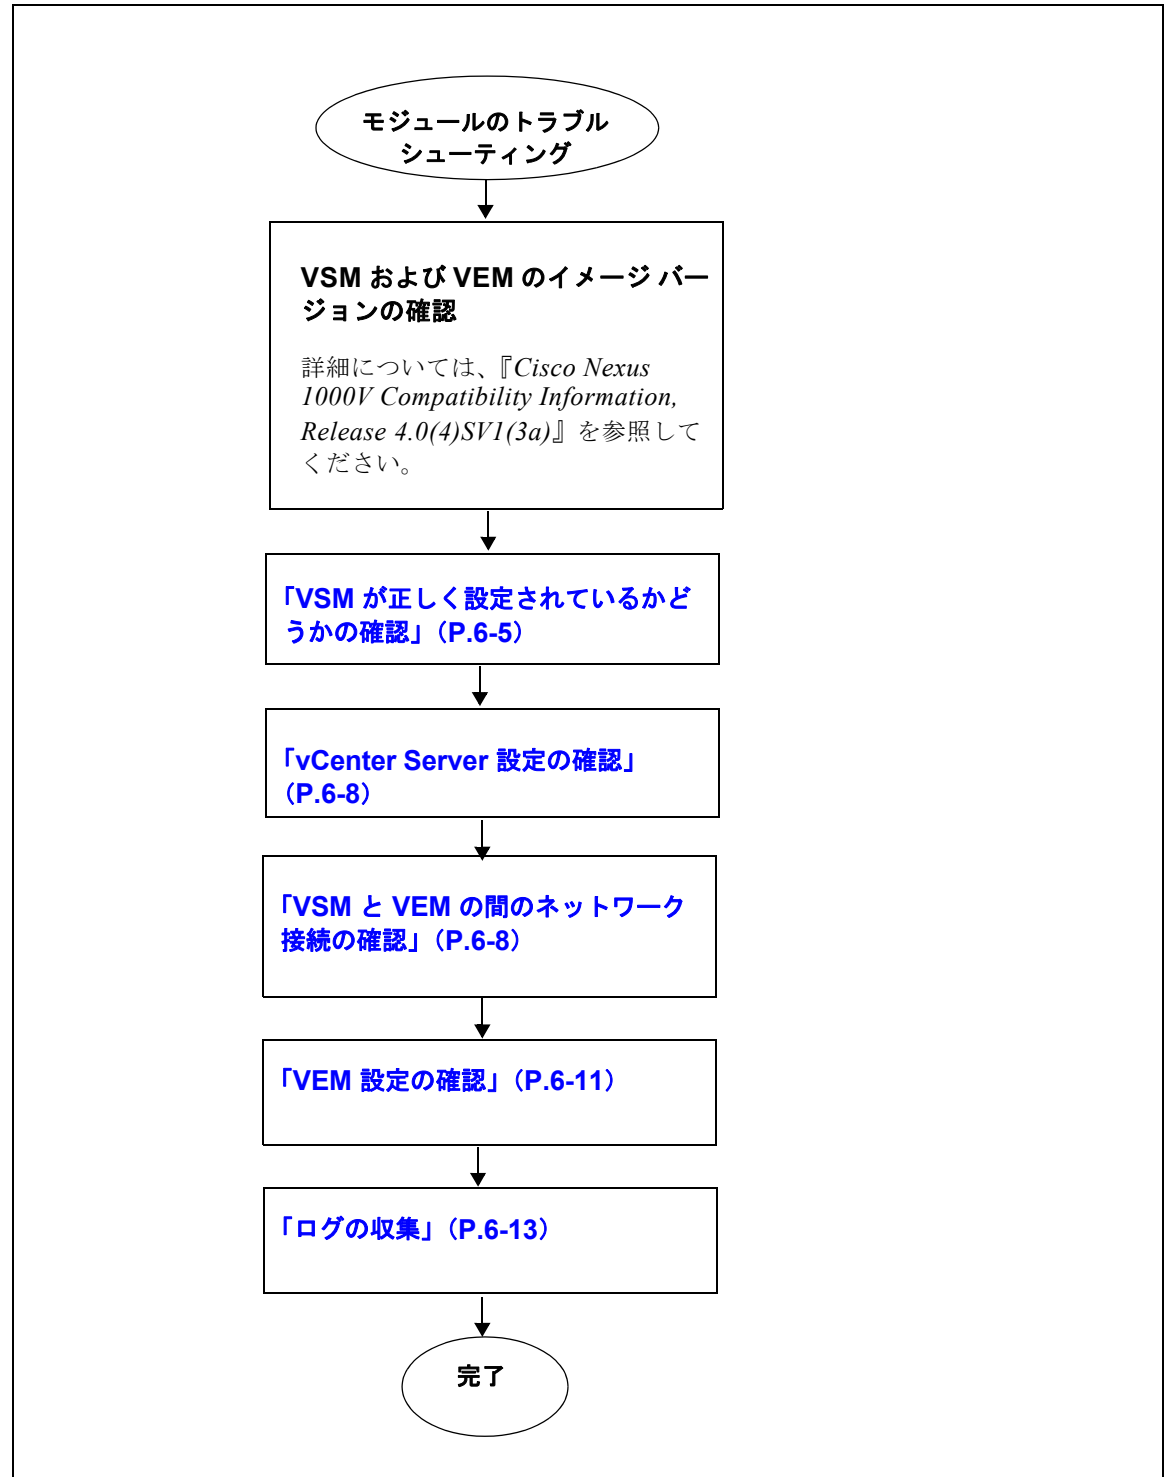 モジュールのトラブル
シューティング
VSM および VEM のイメージ バー
ジョンの確認
詳細については、『Cisco Nexus
1000V Compatibility Information,
Release 4.0(4)SV1(3a)』を参照して
ください。
「VSM が正しく設定されているかど
うかの確認」（P.6-5）
「vCenter Server 設定の確認」
（P.6-8）
「VSM と VEM の間のネットワーク
接続の確認」（P.6-8）
「VEM 設定の確認」（P.6-11）
「ログの収集」（P.6-13）
完了